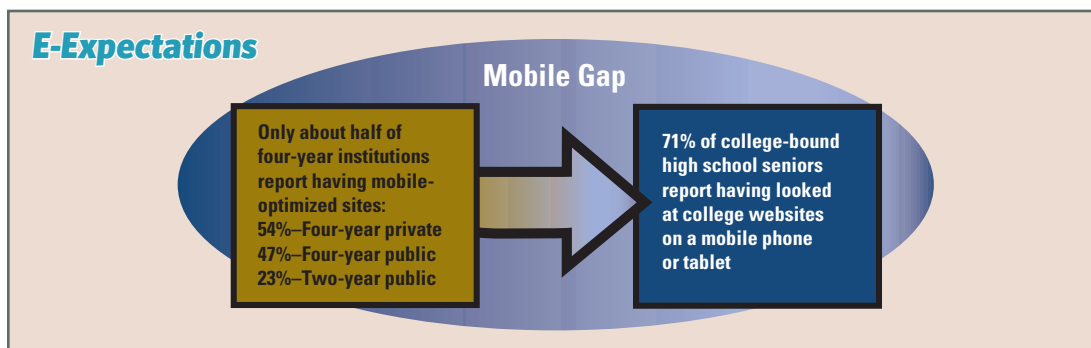 E-Expectations
Mobile Gap
Only about half of
four-year institutions
report having mobile-
optimized sites:
54%–Four-year private
47%–Four-year public
23%–Two-year public
71% of college-bound
high school seniors
report having looked
at college websites
on a mobile phone
or tablet